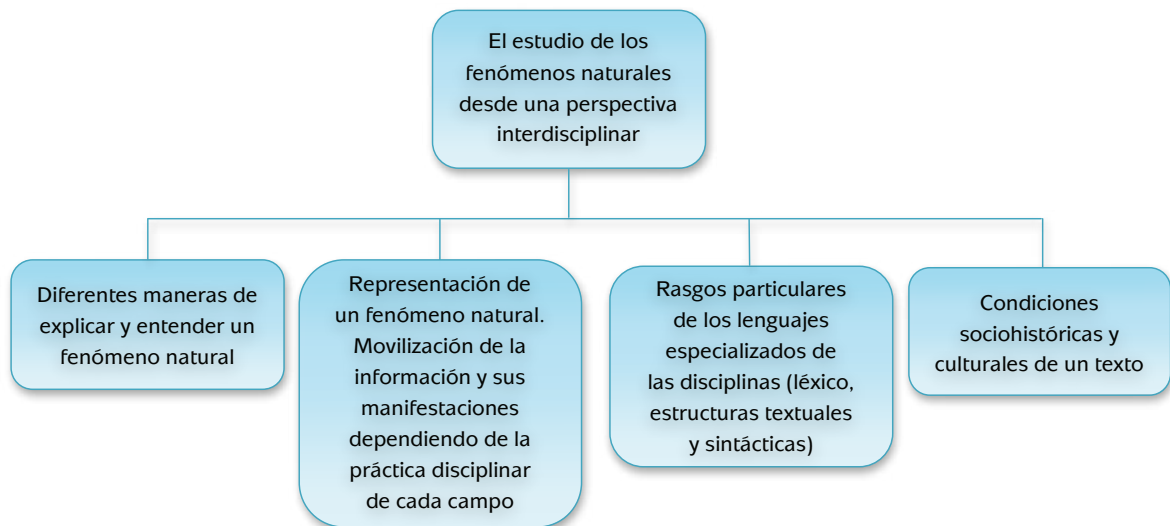 El estudio de los
fenómenos naturales
desde una perspectiva
interdisciplinar
Diferentes maneras de
explicar y entender un
fenómeno natural
Representación de
un fenómeno natural.
Movilización de la
información y sus
manifestaciones
dependiendo de la
práctica disciplinar
de cada campo
Rasgos particulares
de los lenguajes
especializados de
las disciplinas (léxico,
estructuras textuales
y sintácticas)
Condiciones
sociohistóricas y
culturales de un texto